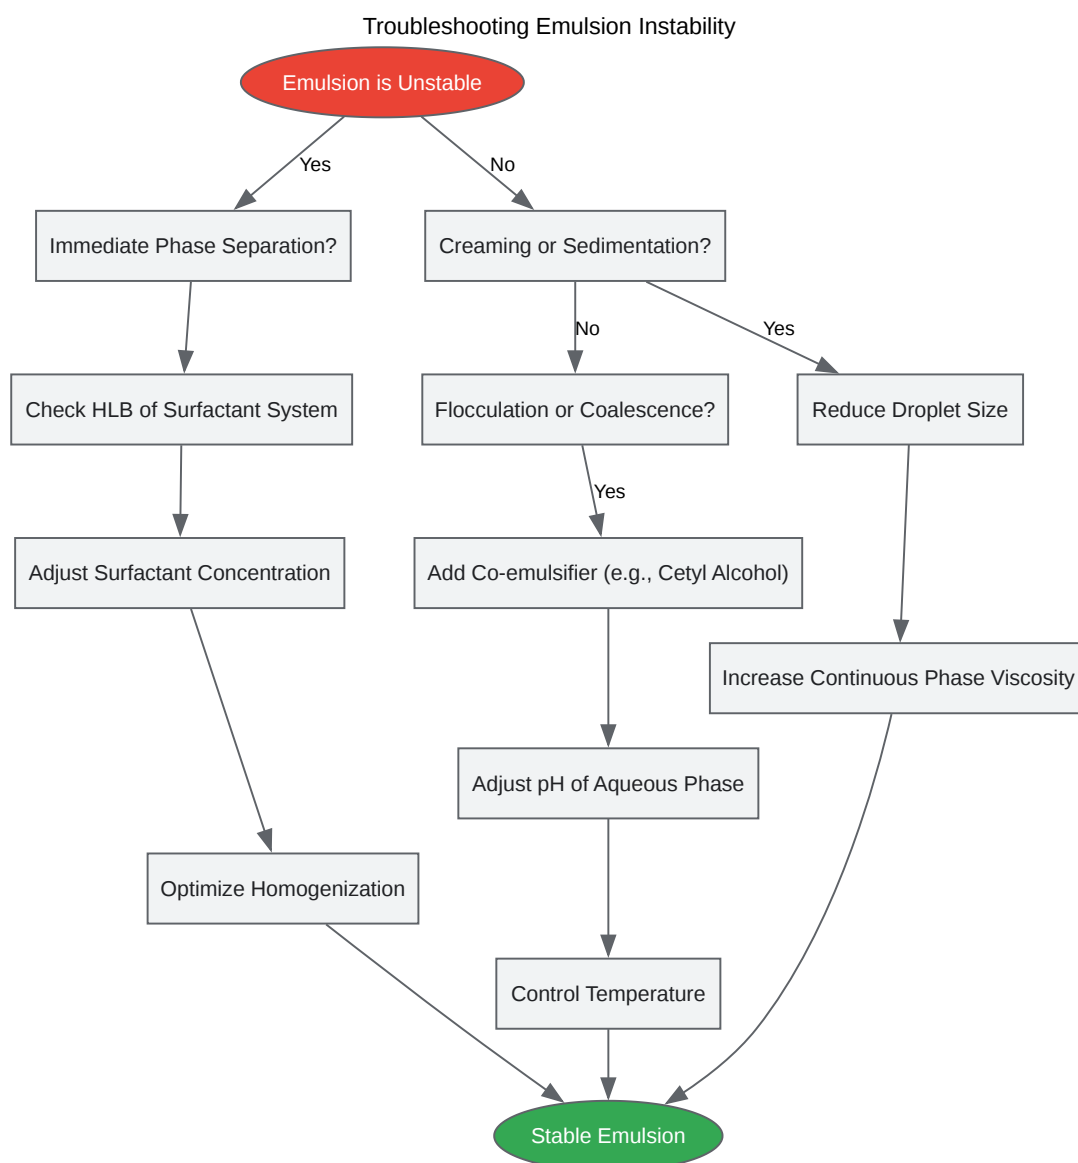 Troubleshooting Emulsion Instability
Emulsion is Unstable
Yes
No
Immediate Phase Separation?
Creaming or Sedimentation?
No
Yes
Check HLB of Surfactant System
Flocculation or Coalescence?
Reduce Droplet Size
Yes
Adjust Surfactant Concentration
Add Co-emulsifier (e.g., Cetyl Alcohol)
Increase Continuous Phase Viscosity
Adjust pH of Aqueous Phase
Optimize Homogenization
Control Temperature
Stable Emulsion